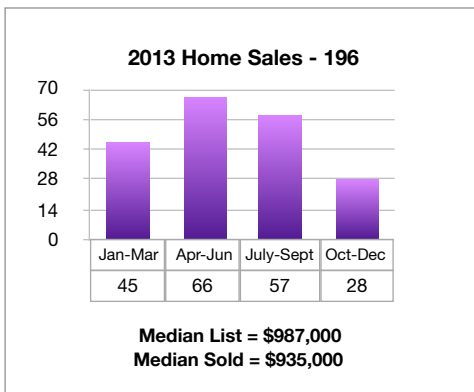 2013 Home Sales - 196
70
56
42
28
14
0
Jan-Mar Apr-Jun July-Sept Oct-Dec
45 66 57 28
Median List = $987,000
Median Sold = $935,000